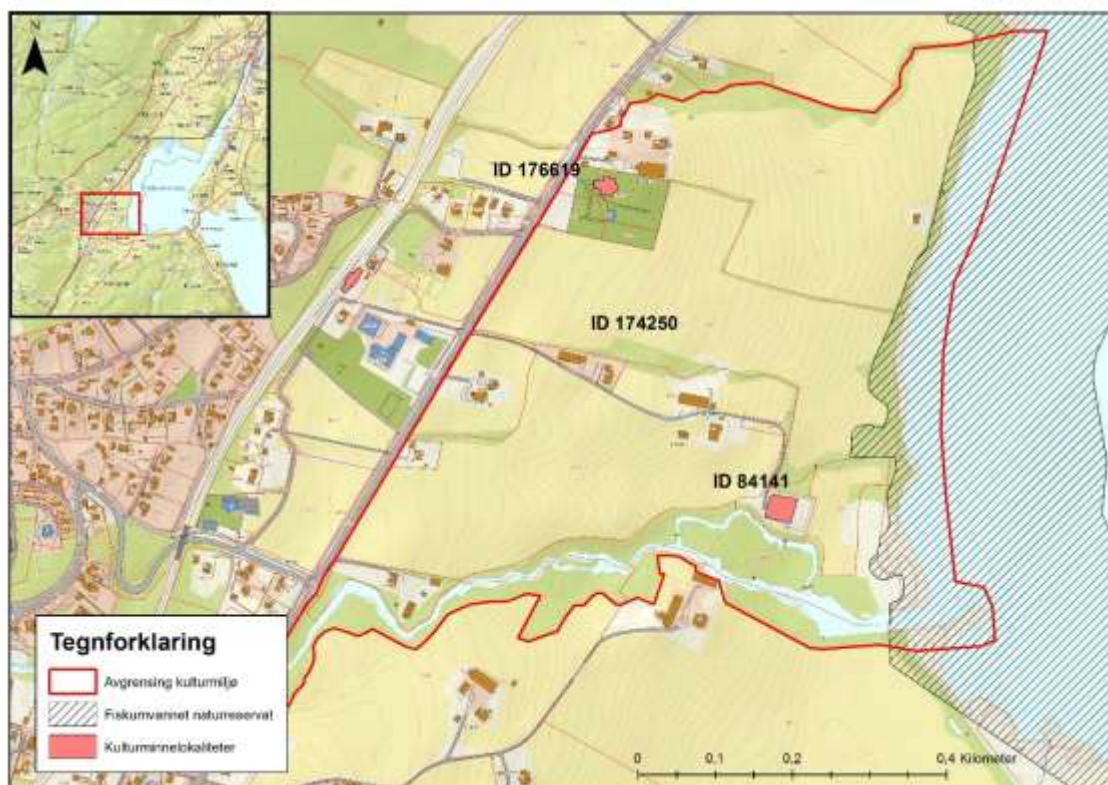 N
ID 176619
ID 174250
ID 84141
Tegnforklaring
Avgrensing kulturmiljø
Fiskumvannet naturreservat
Kulturminnelokaliteter
0 0,1 0,2 0,4 Kilometer